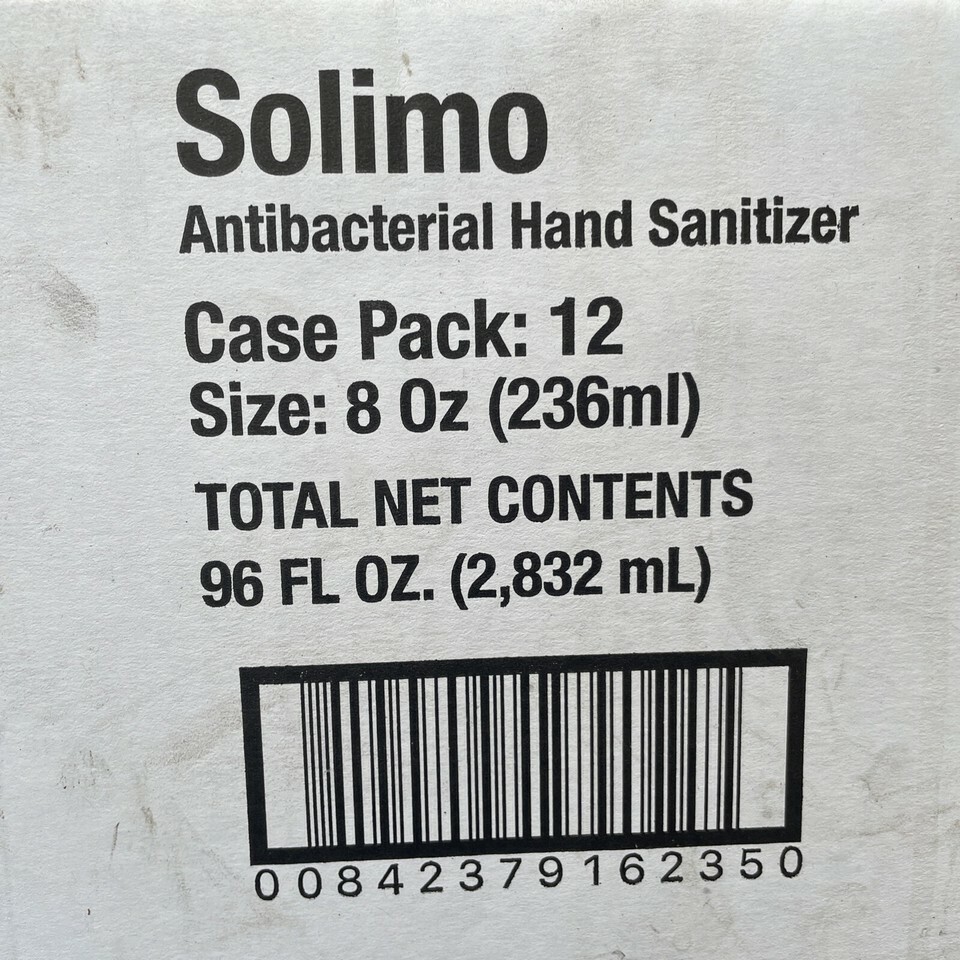 Solimo
Antibacterial Hand Sanitizer
Case Pack: 12
Size: 8 Oz (236ml)
TOTAL NET CONTENTS
96 FL OZ. (2,832 mL)
00842379162350